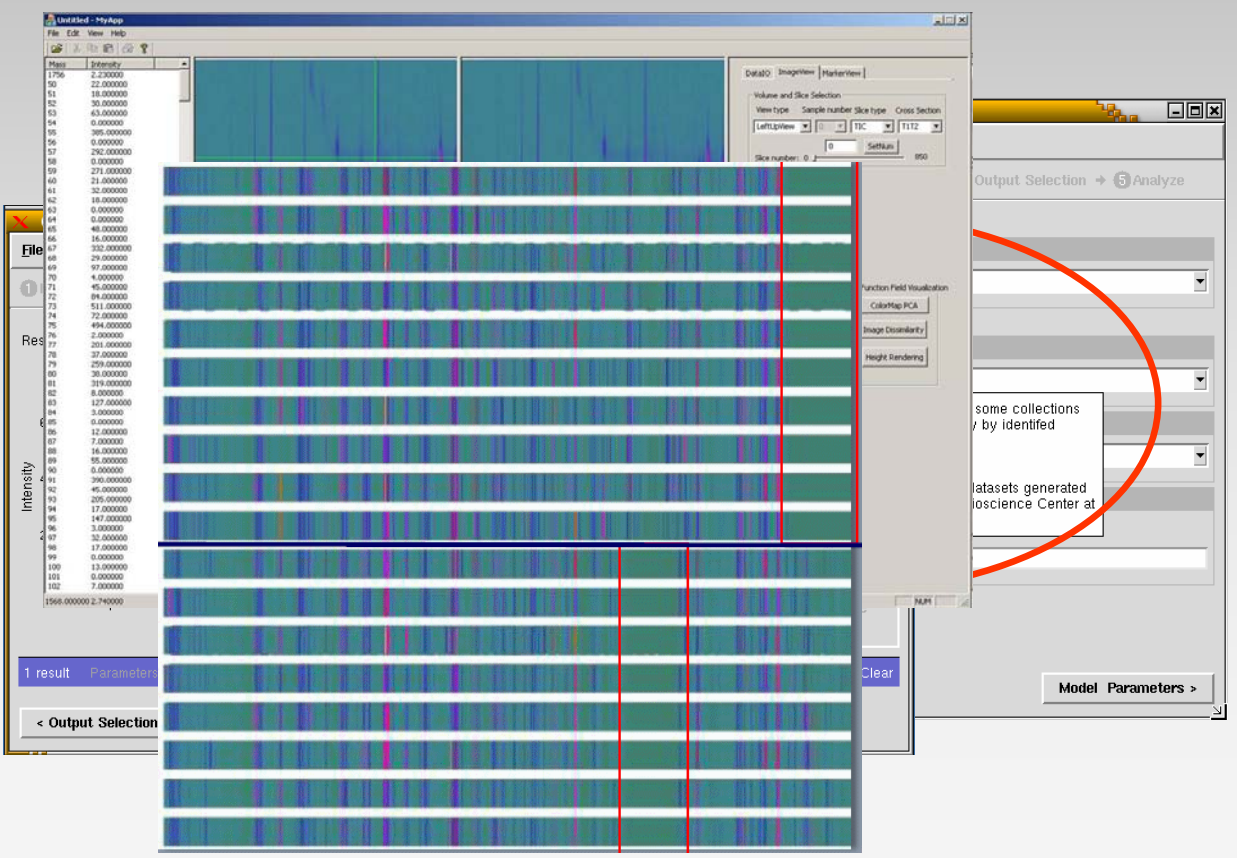 Untitled - MyApp
File Edit View Help
Mass Intensity
1756 2.230000
50 22.000000
51 18.000000
52 30.000000
53 63.000000
54 0.000000
55 385.000000
56 0.000000
57 292.000000
58 0.000000
59 271.000000
60 21.000000
61 32.000000
62 18.000000
63 0.000000
64 0.000000
65 48.000000
66 16.000000
67 332.000000
68 29.000000
69 97.000000
70 4.000000
71 45.000000
72 84.000000
73 511.000000
74 72.000000
75 494.000000
76 2.000000
77 201.000000
78 37.000000
79 259.000000
80 38.000000
81 319.000000
82 8.000000
83 127.000000
84 3.000000
85 0.000000
86 12.000000
87 7.000000
88 16.000000
89 55.000000
90 0.000000
91 390.000000
92 45.000000
93 205.000000
94 17.000000
95 147.000000
96 3.000000
97 32.000000
98 17.000000
99 0.000000
100 13.000000
101 0.000000
102 7.000000
1568.000000 2.740000
NUM
DataIO ImageView MarkerView
Volume and Slice Selection
View type Sample number Slice type Cross Section
LeftUpView 0 TIC T1T2
0 SetNum
Slice number: 0 850
Function Field Visualization
ColorMap PCA
Image Dissimilarity
Height Rendering
Output Selection → 5 Analyze
some collections
y by identifed
datasets generated
ioscience Center at
Model Parameters >
File
1
Res
Intensity
1 result Parameters
Clear
< Output Selection